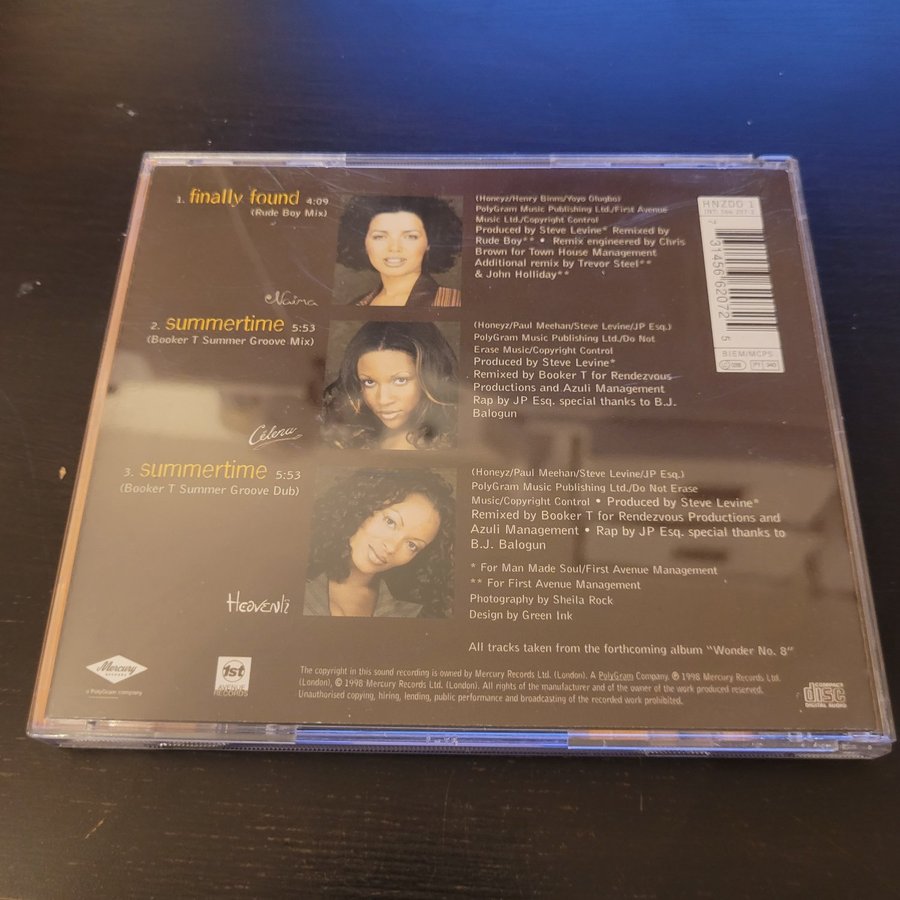 1. finally found 4:09
(Rude Boy Mix)
(Honeyz/Henry Binns/Yoyo Olugbo)
PolyGram Music Publishing Ltd./First Avenue
Music Ltd./Copyright Control
Produced by Steve Levine* Remixed by
Rude Boy** • Remix engineered by Chris
Brown for Town House Management
Additional remix by Trevor Steel**
& John Holliday**
Naima
2. summertime 5:53
(Booker T Summer Groove Mix)
(Honeyz/Paul Meehan/Steve Levine/JP Esq.)
PolyGram Music Publishing Ltd./Do Not
Erase Music/Copyright Control
Produced by Steve Levine*
Remixed by Booker T for Rendezvous
Productions and Azuli Management
Rap by JP Esq. special thanks to B.J.
Balogun
Célena
3. summertime 5:53
(Booker T Summer Groove Dub)
(Honeyz/Paul Meehan/Steve Levine/JP Esq.)
PolyGram Music Publishing Ltd./Do Not Erase
Music/Copyright Control • Produced by Steve Levine*
Remixed by Booker T for Rendezvous Productions and
Azuli Management • Rap by JP Esq. special thanks to
B.J. Balogun
Heavenli
* For Man Made Soul/First Avenue Management
** For First Avenue Management
Photography by Sheila Rock
Design by Green Ink
All tracks taken from the forthcoming album "Wonder No. 8"
HNZDD 1
7 31456 62072 5
BIEM/MCPS
Mercury
RECORDS
a PolyGram company
1st
AVENUE
RECORDS
The copyright in this sound recording is owned by Mercury Records Ltd. (London). A PolyGram Company. ℗ 1998 Mercury Records Ltd.
(London), © 1998 Mercury Records Ltd. (London). All rights of the manufacturer and of the owner of the work produced reserved.
Unauthorised copying, hiring, lending, public performance and broadcasting of the recorded work prohibited.
COMPACT
disc
DIGITAL AUDIO